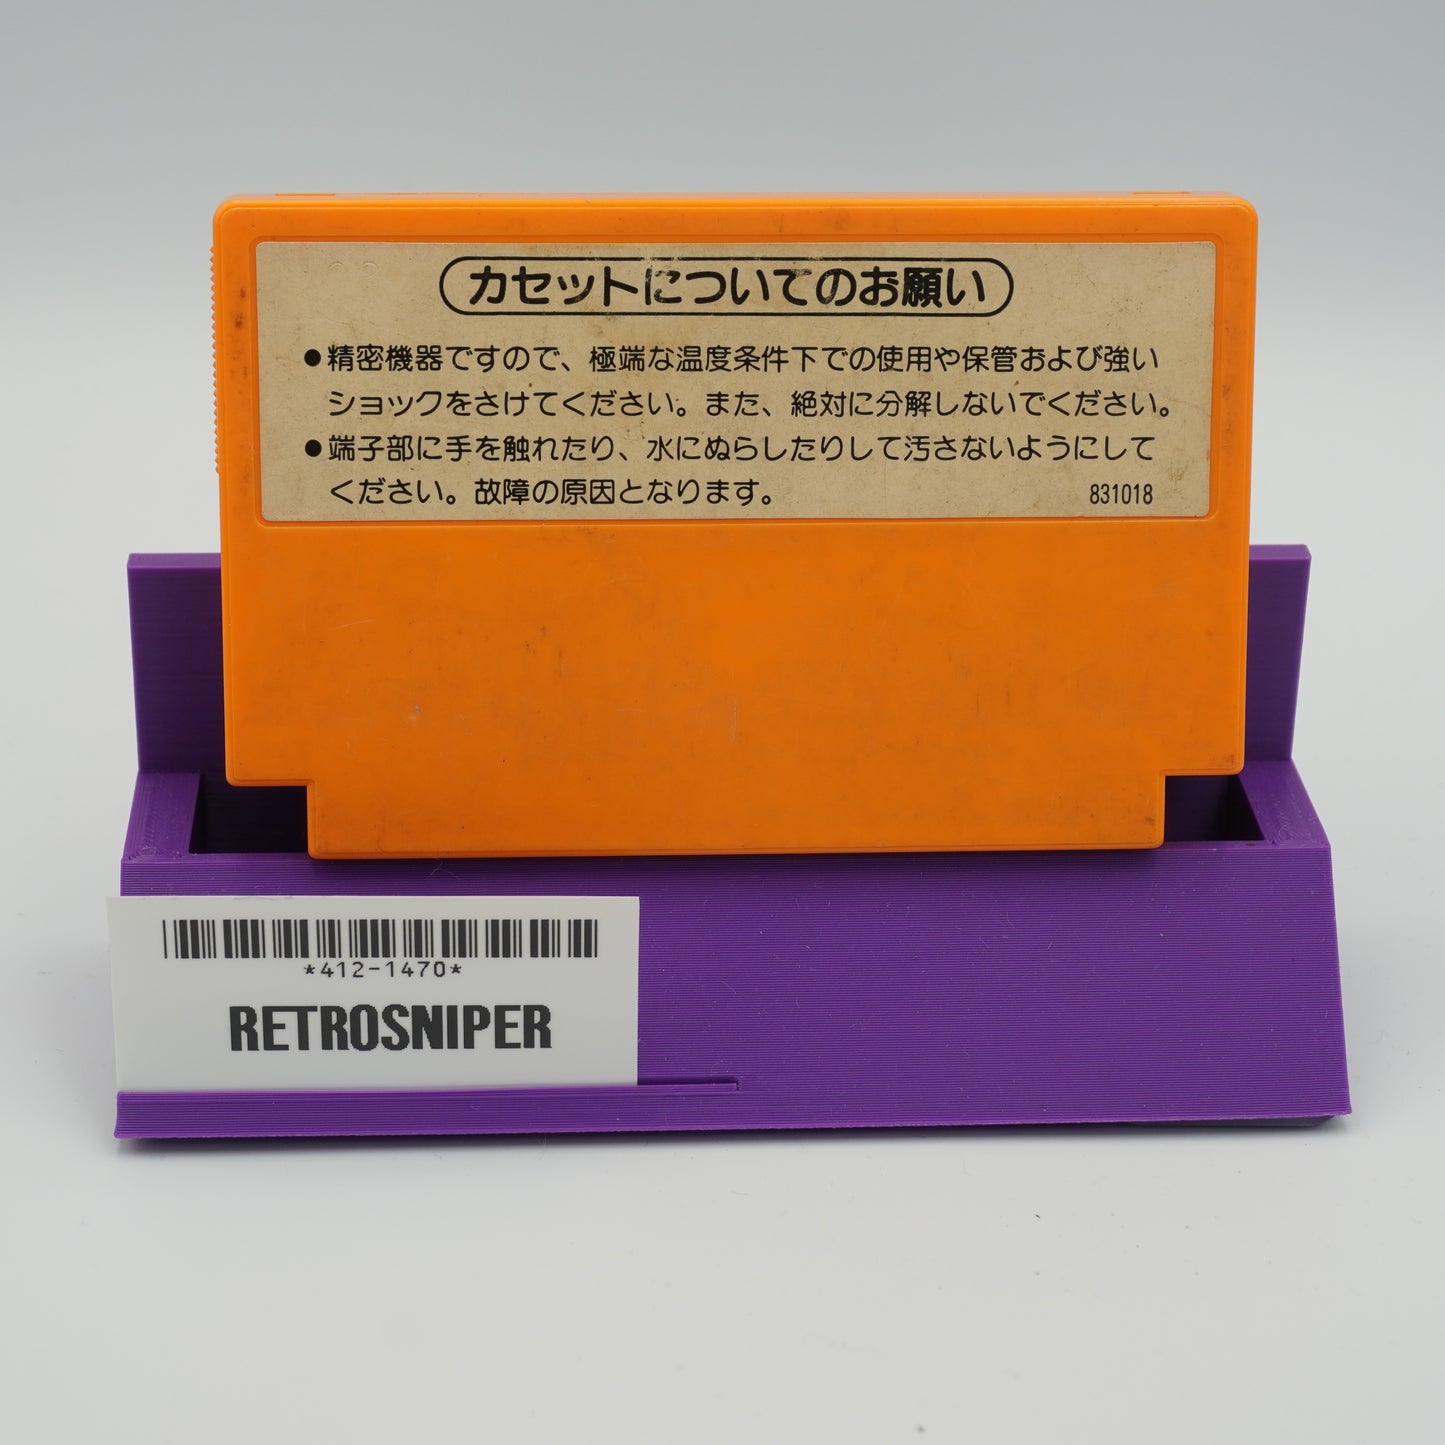 カセットについてのお願い
●精密機器ですので、極端な温度条件下での使用や保管および強い
ショックをさけてください。また、絶対に分解しないでください。
●端子部に手を触れたり、水にぬらしたりして汚さないようにして
ください。故障の原因となります。 831018
*412-1470*
RETROSNIPER